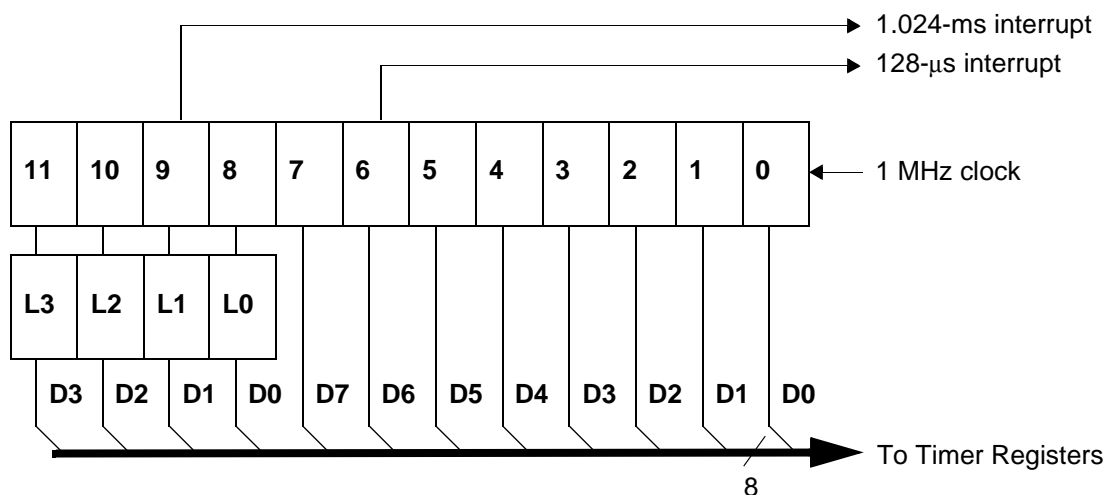 1.024-ms interrupt
128-μs interrupt
11 10 9 8 7 6 5 4 3 2 1 0
1 MHz clock
L3 L2 L1 L0
D3 D2 D1 D0 D7 D6 D5 D4 D3 D2 D1 D0
To Timer Registers
8